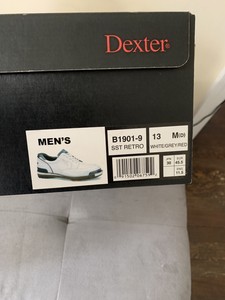 Dexter®
MEN'S
B1901-9
SST RETRO
13
M(D)
WHITE/GREY/RED